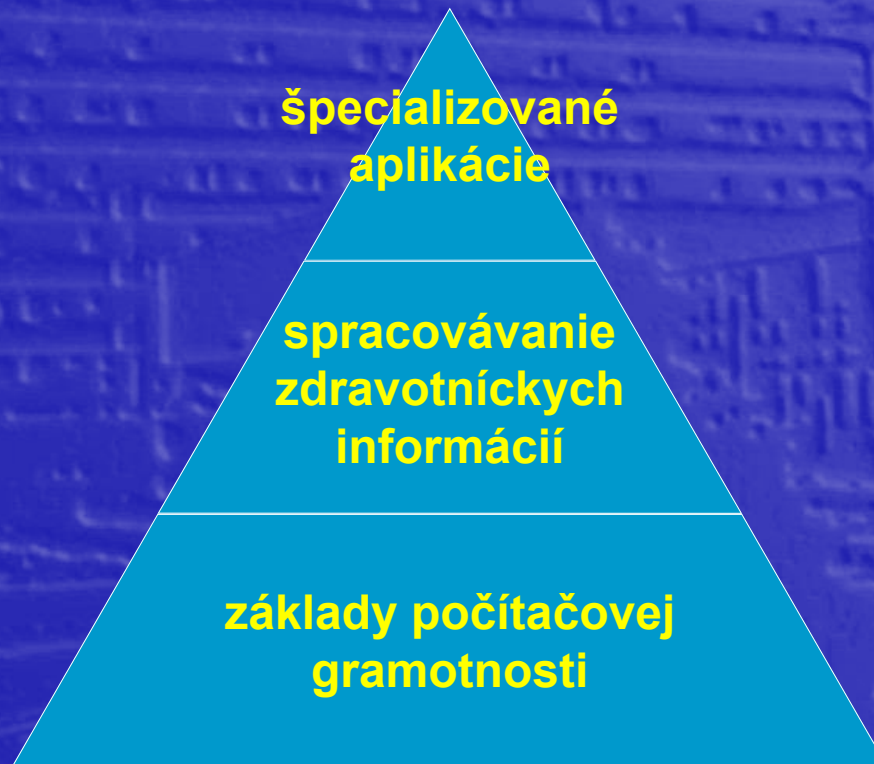 špecializované
aplikácie
spracovávanie
zdravotníckych
informácií
základy počítačovej
gramotnosti